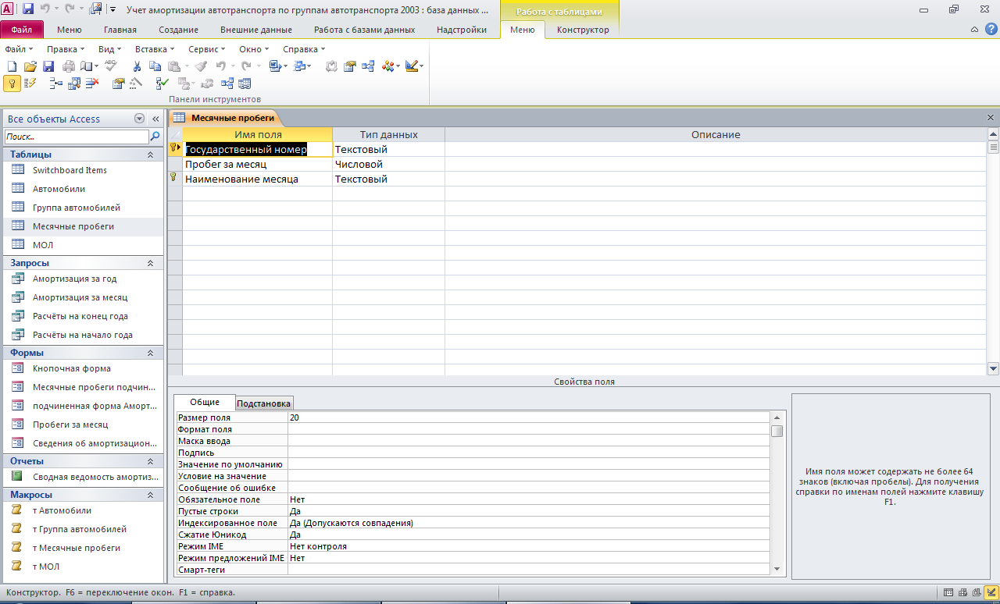 Учет амортизации автотранспорта по группам автотранспорта 2003 : база данных ...
Работа с таблицами
Файл Меню Главная Создание Внешние данные Работа с базами данных Надстройки Меню Конструктор
Файл Правка Вид Вставка Сервис Окно Справка
Панели инструментов
Все объекты Access
Поиск...
Таблицы
Switchboard Items
Автомобили
Группа автомобилей
Месячные пробеги
МОЛ
Запросы
Амортизация за год
Амортизация за месяц
Расчёты на конец года
Расчёты на начало года
Формы
Кнопочная форма
Месячные пробеги подчин...
подчиненная форма Аморт...
Пробеги за месяц
Сведения об амортизацион...
Отчеты
Сводная ведомость амортиз...
Макросы
т Автомобили
т Группа автомобилей
т Месячные пробеги
т МОЛ
Месячные пробеги
Имя поля Тип данных Описание
Государственный номер Текстовый
Пробег за месяц Числовой
Наименование месяца Текстовый
Свойства поля
Общие Подстановка
Размер поля 20
Формат поля
Маска ввода
Подпись
Значение по умолчанию
Условие на значение
Сообщение об ошибке
Обязательное поле Нет
Пустые строки Да
Индексированное поле Да (Допускаются совпадения)
Сжатие Юникод Да
Режим IME Нет контроля
Режим предложений IME Нет
Смарт-теги
Имя поля может содержать не более 64
знаков (включая пробелы). Для получения
справки по именам полей нажмите клавишу
F1.
Конструктор. F6 = переключение окон. F1 = справка.